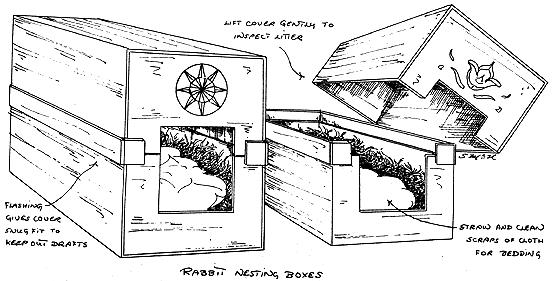 LIFT COVER GENTLY TO
INSPECT LITTER
FLASHING
GIVES COVER
SNUG FIT TO
KEEP OUT DRAFTS
STRAW AND CLEAN
SCRAPS OF CLOTH
FOR BEDDING
RABBIT NESTING BOXES